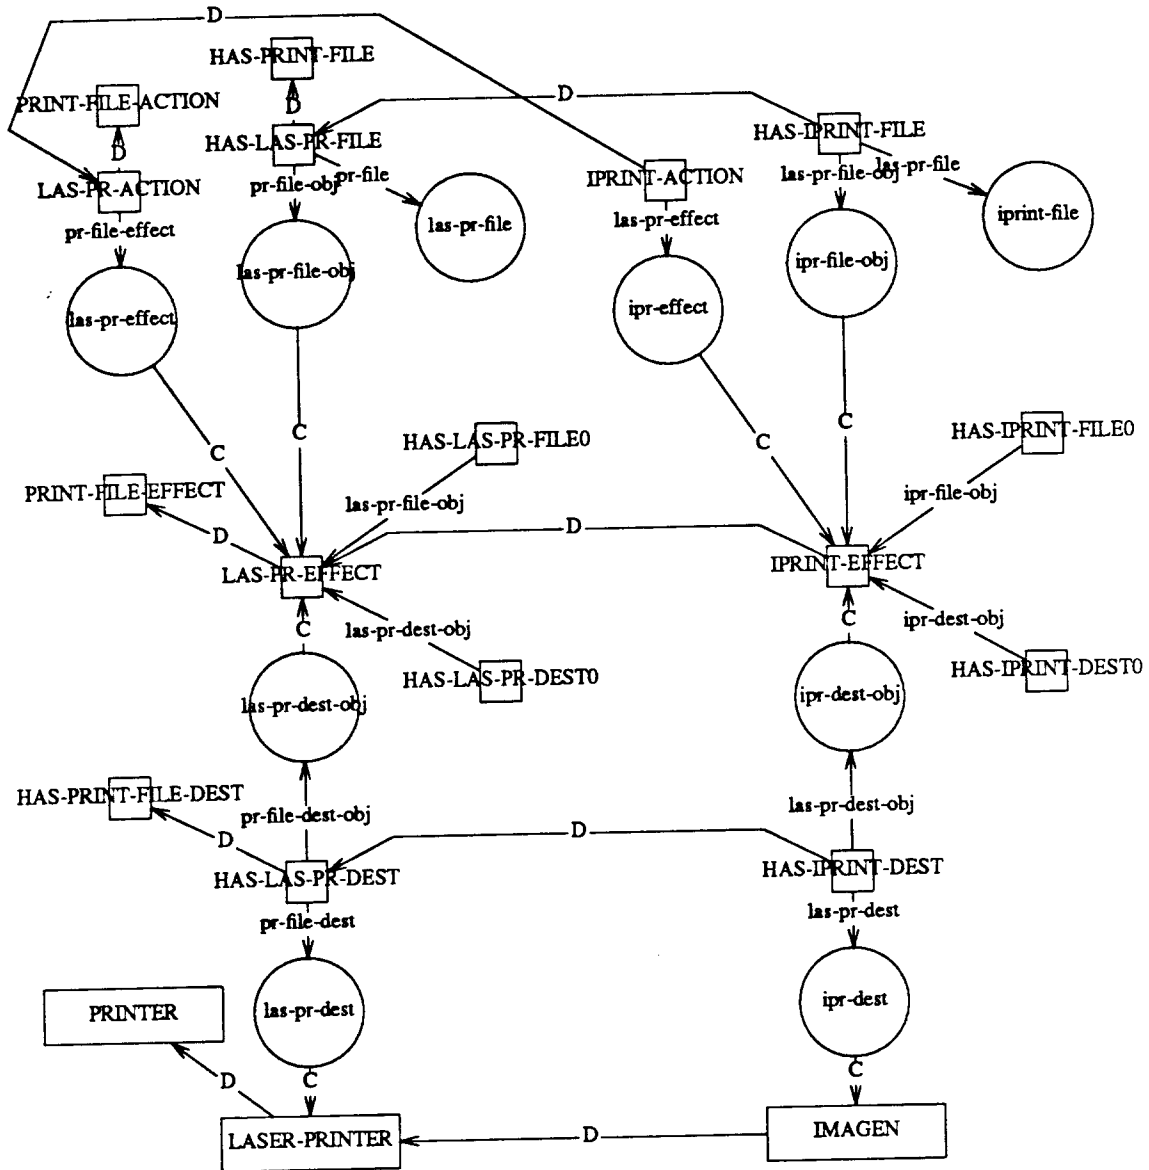 D
HAS-PRINT-FILE
PRINT-FILE-ACTION
D
D
HAS-LAS-PR-FILE
HAS-IPRINT-FILE
D
LAS-PR-ACTION
pr-file-obj
pr-file
IPRINT-ACTION
las-pr-file-obj
las-pr-file
pr-file-effect
las-pr-file
las-pr-effect
iprint-file
las-pr-file-obj
ipr-file-obj
las-pr-effect
ipr-effect
C
C
C
C
HAS-LAS-PR-FILE0
HAS-IPRINT-FILE0
PRINT-FILE-EFFECT
las-pr-file-obj
ipr-file-obj
D
D
LAS-PR-EFFECT
IPRINT-EFFECT
C
las-pr-dest-obj
C
ipr-dest-obj
HAS-LAS-PR-DEST0
HAS-IPRINT-DEST0
las-pr-dest-obj
ipr-dest-obj
HAS-PRINT-FILE-DEST
pr-file-dest-obj
las-pr-dest-obj
D
D
HAS-LAS-PR-DEST
HAS-IPRINT-DEST
pr-file-dest
las-pr-dest
PRINTER
las-pr-dest
ipr-dest
D
C
C
LASER-PRINTER
D
IMAGEN